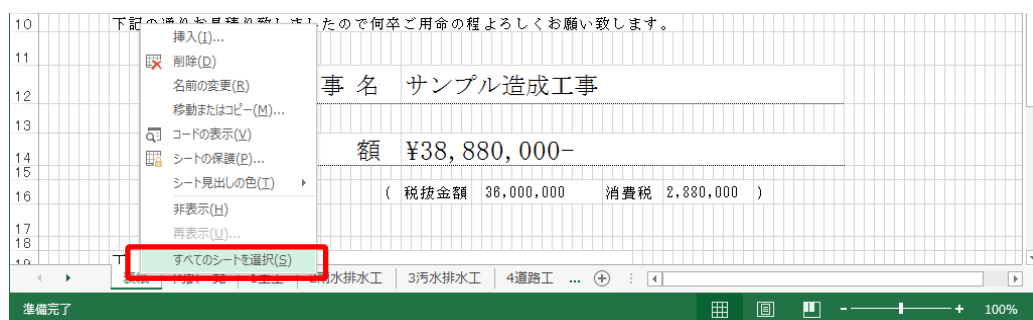 10
下記の通りお見積り致しましたので何卒ご用命の程よろしくお願い致します。
挿入(I)...
11
削除(D)
名前の変更(R)
12
事 名 サンプル造成工事
移動またはコピー(M)...
13
コードの表示(V)
14
シートの保護(P)...
額 ¥38,880,000-
15
シート見出しの色(T)
16
( 税抜金額 36,000,000 消費税 2,880,000 )
非表示(H)
17
再表示(U)...
18
すべてのシートを選択(S)
3汚水排水工 4道路工 ...
準備完了
100%